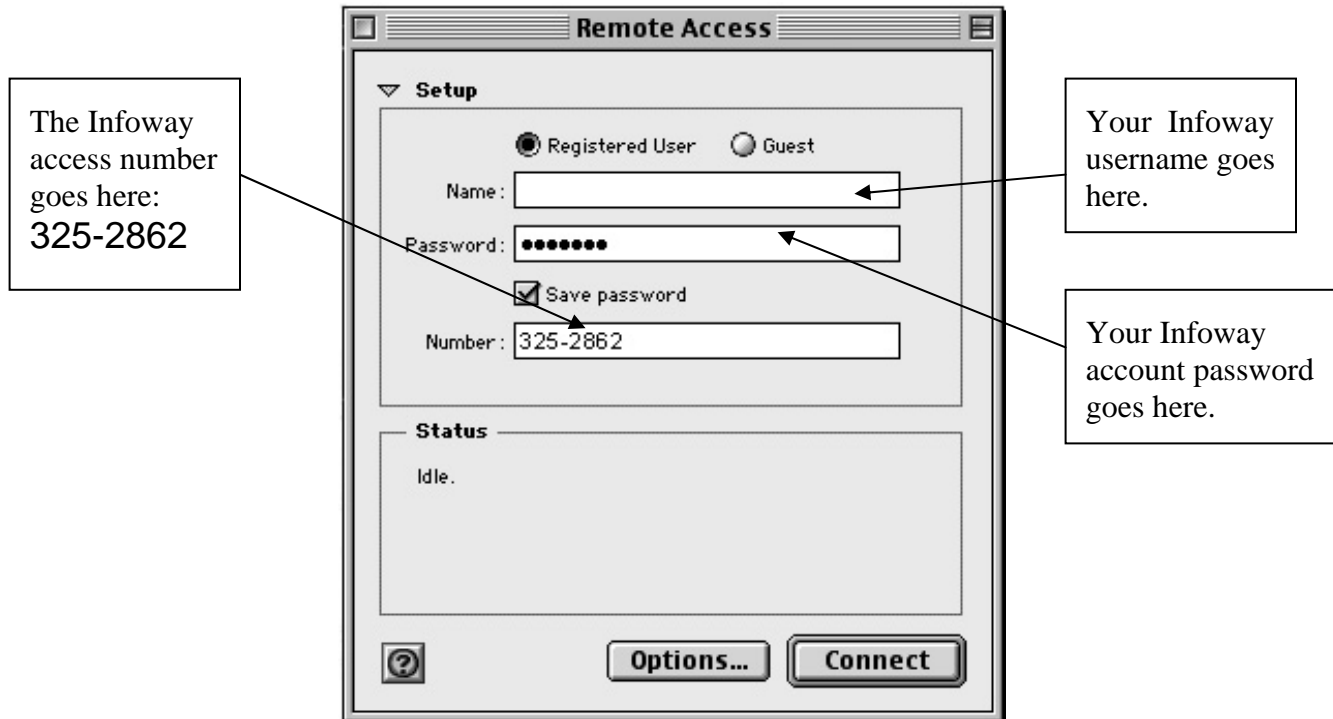 Remote Access
The Infoway
access number
goes here:
325-2862
Setup
Registered User Guest
Name:
Password: •••••••
Save password
Number: 325-2862
Your Infoway
username goes
here.
Your Infoway
account password
goes here.
Status
Idle.
? Options... Connect